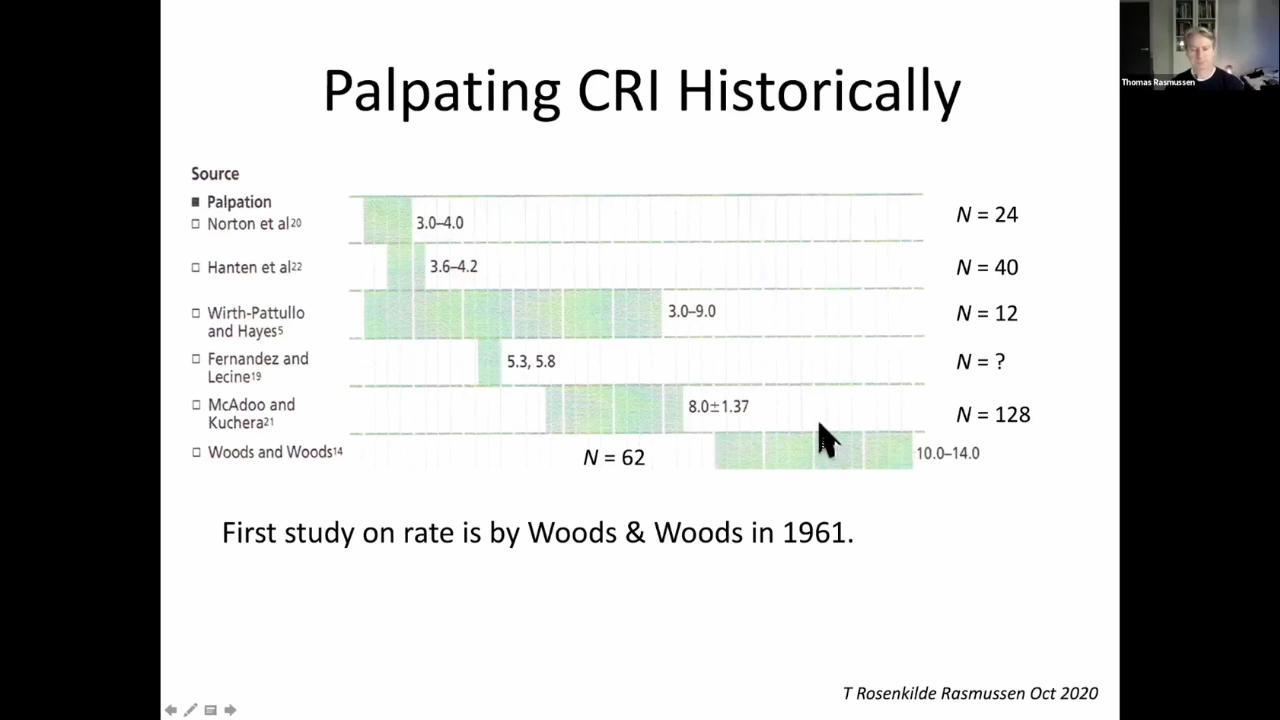 Thomas Rasmussen
Palpating CRI Historically
Source
Palpation
Norton et al20 3.0–4.0 N = 24
Hanten et al22 3.6–4.2 N = 40
Wirth-Pattullo
and Hayes5 3.0–9.0 N = 12
Fernandez and
Lecine19 5.3, 5.8 N = ?
McAdoo and
Kuchera21 8.0±1.37 N = 128
Woods and Woods14 N = 62 10.0–14.0
First study on rate is by Woods & Woods in 1961.
T Rosenkilde Rasmussen Oct 2020